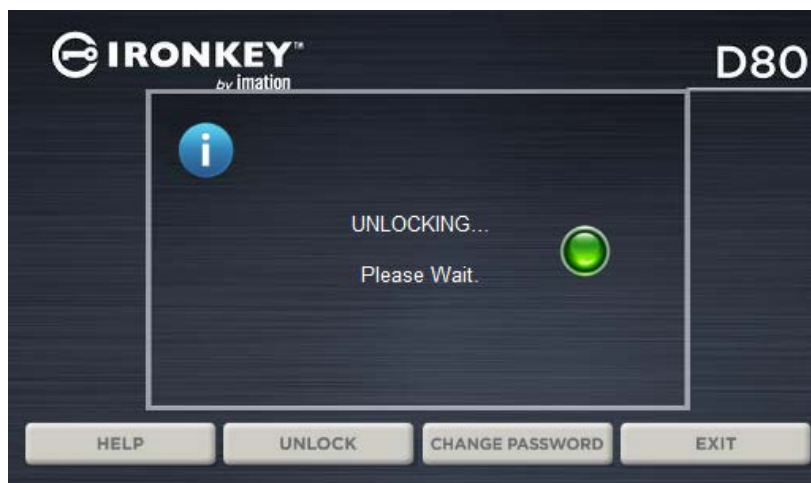 IRONKEY™
by imation
D80
UNLOCKING...
Please Wait.
HELP
UNLOCK
CHANGE PASSWORD
EXIT